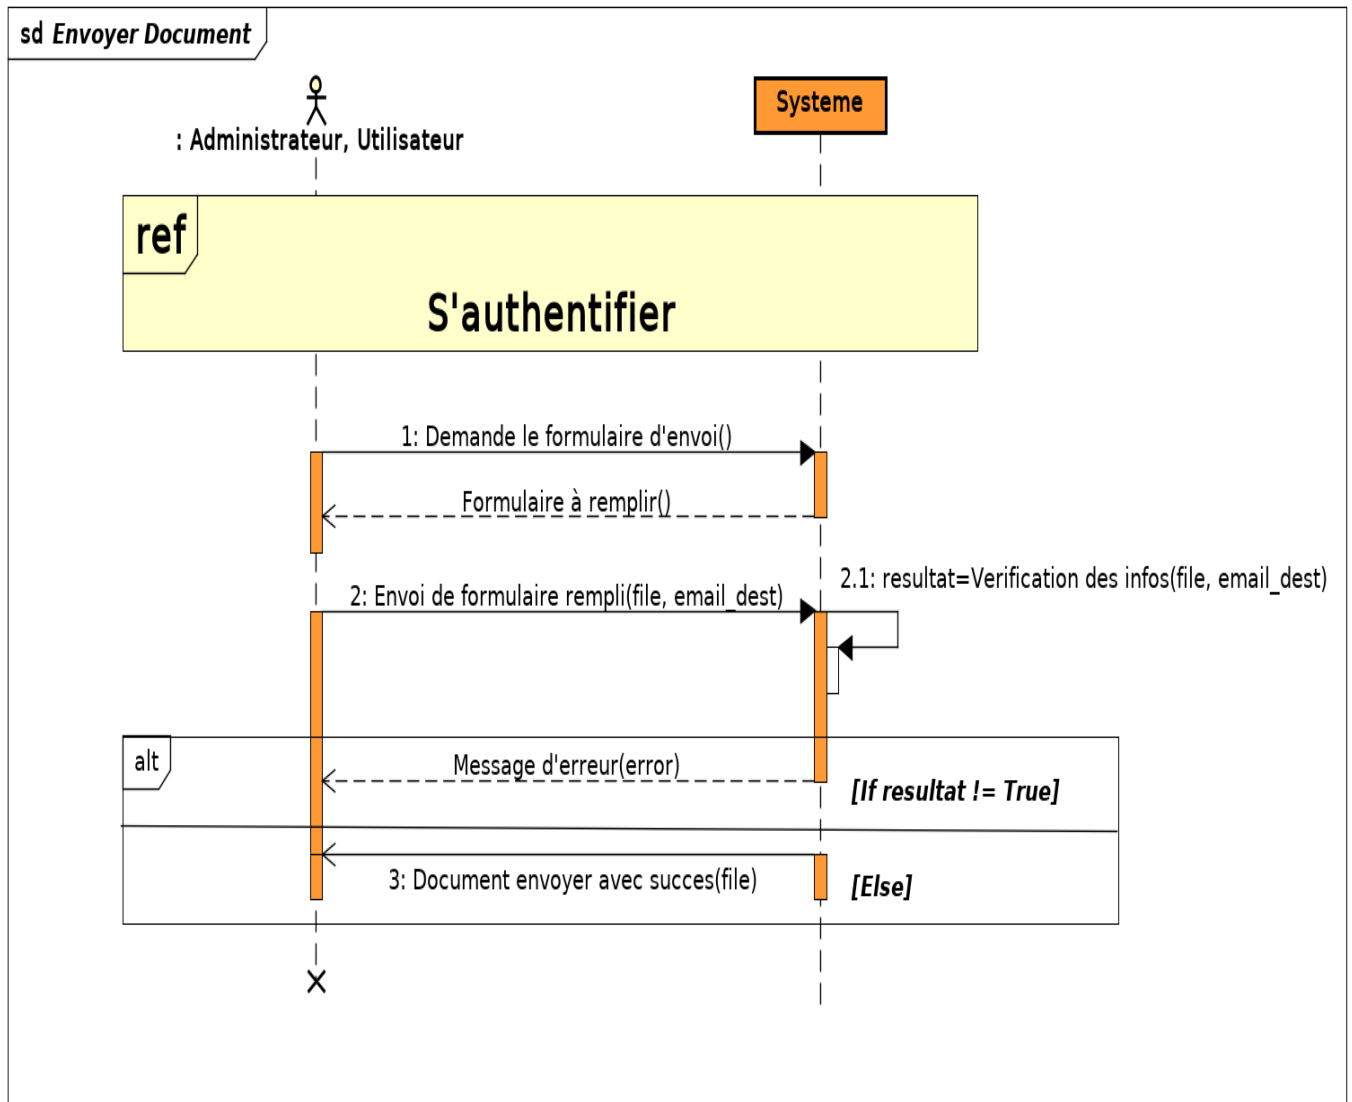 sd Envoyer Document
: Administrateur, Utilisateur
Systeme
ref
S'authentifier
1: Demande le formulaire d'envoi()
Formulaire à remplir()
2.1: resultat=Verification des infos(file, email_dest)
2: Envoi de formulaire rempli(file, email_dest)
alt
Message d'erreur(error)
[If resultat != True]
3: Document envoyer avec succes(file)
[Else]